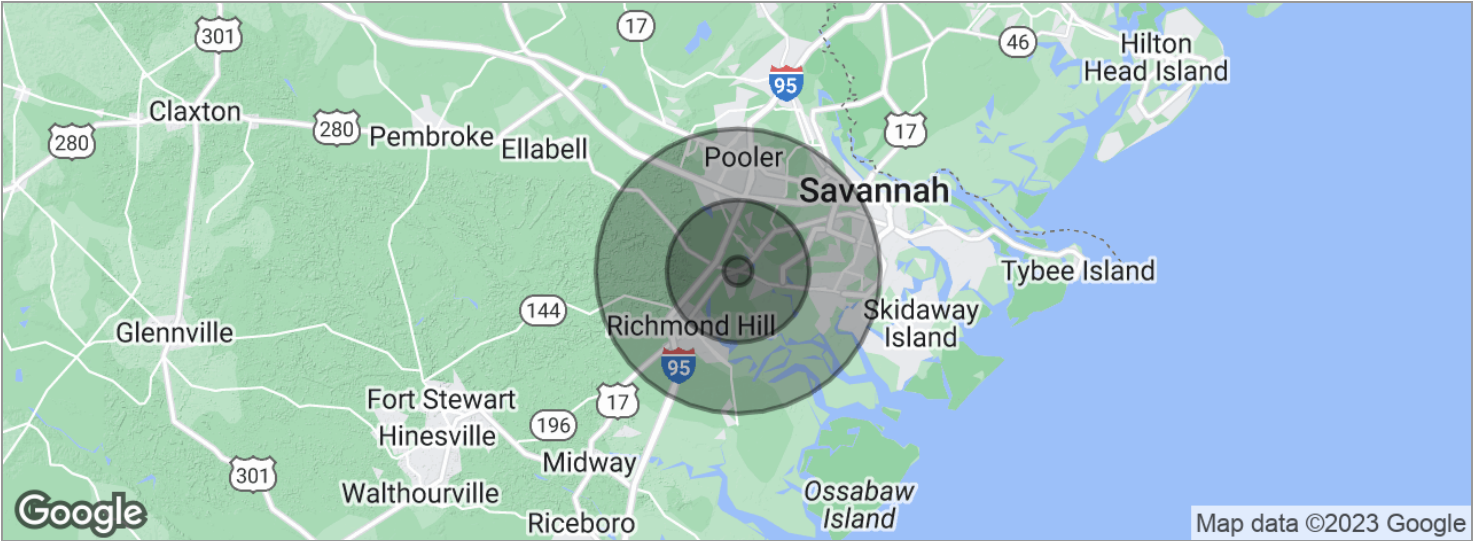 301
17
46
Hilton
Head Island
95
Claxton
280
280
Pembroke
Ellabell
17
Pooler
Savannah
Tybee Island
144
Skidaway
Island
Richmond Hill
Glennville
95
Fort Stewart
17
196
Hinesville
Midway
301
Walthourville
Ossabaw
Island
Riceboro
Google
Map data ©2023 Google